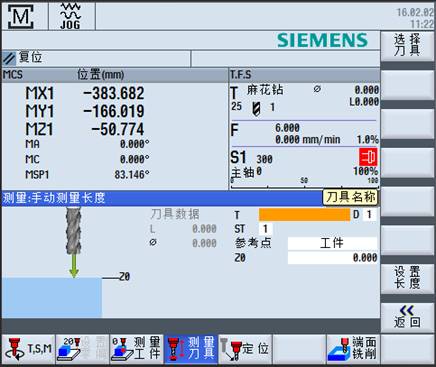 M
JOG
16.02.02
11:22
SIEMENS
选择
刀具
复位
MCS 位置(mm)
T.F.S
MX1 -383.682
MY1 -166.019
MZ1 -50.774
MA 0.000°
MC 0.000°
MSP1 83.146°
T 麻花钻 ⌀ 0.000
25 1 L0.000
F 6.000
0.000 mm/min 1.0%
S1 300
主轴 0 100%
0 50 100
测量:手动测量长度
刀具名称
刀具数据
L 0.000
⌀ 0.000
T D 1
ST 1
参考点 工件
Z0 0.000
Z0
设置
长度
«
返回
T,S,M
测量
工件
测量
刀具
定位
端面
铣削